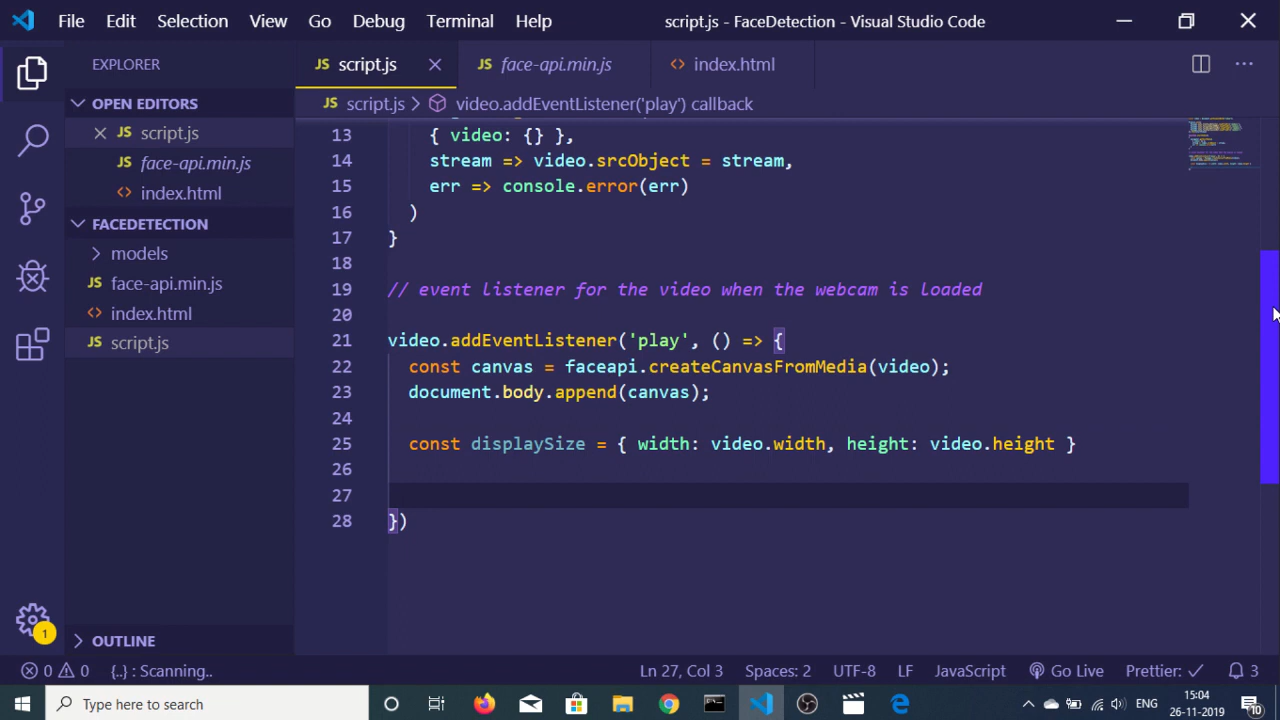 File Edit Selection View Go Debug Terminal Help script.js - FaceDetection - Visual Studio Code
EXPLORER
OPEN EDITORS
JS script.js
JS face-api.min.js
<> index.html
FACEDETECTION
models
JS face-api.min.js
<> index.html
JS script.js
OUTLINE
1
JS script.js JS face-api.min.js <> index.html
JS script.js > video.addEventListener('play') callback
13 { video: {} },
14 stream => video.srcObject = stream,
15 err => console.error(err)
16 )
17 }
18
19 // event listener for the video when the webcam is loaded
20
21 video.addEventListener('play', () => {
22 const canvas = faceapi.createCanvasFromMedia(video);
23 document.body.append(canvas);
24
25 const displaySize = { width: video.width, height: video.height }
26
27
28 })
0 0 {..} : Scanning.. Ln 27, Col 3 Spaces: 2 UTF-8 LF JavaScript Go Live Prettier: ✓ 3
Type here to search ENG 15:04
26-11-2019 10